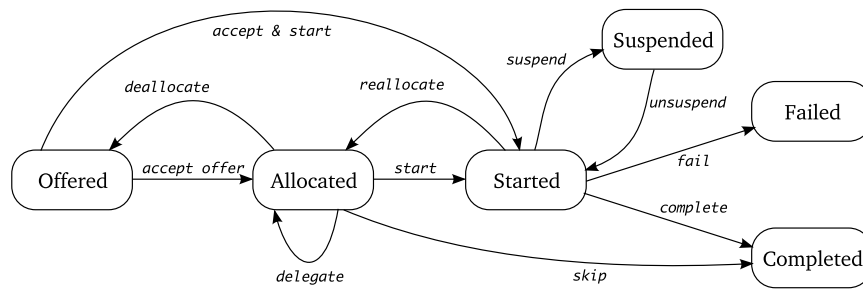 accept & start
Suspended
suspend
deallocate
reallocate
unsuspend
Failed
Offered
accept offer
Allocated
start
Started
fail
complete
Completed
delegate
skip